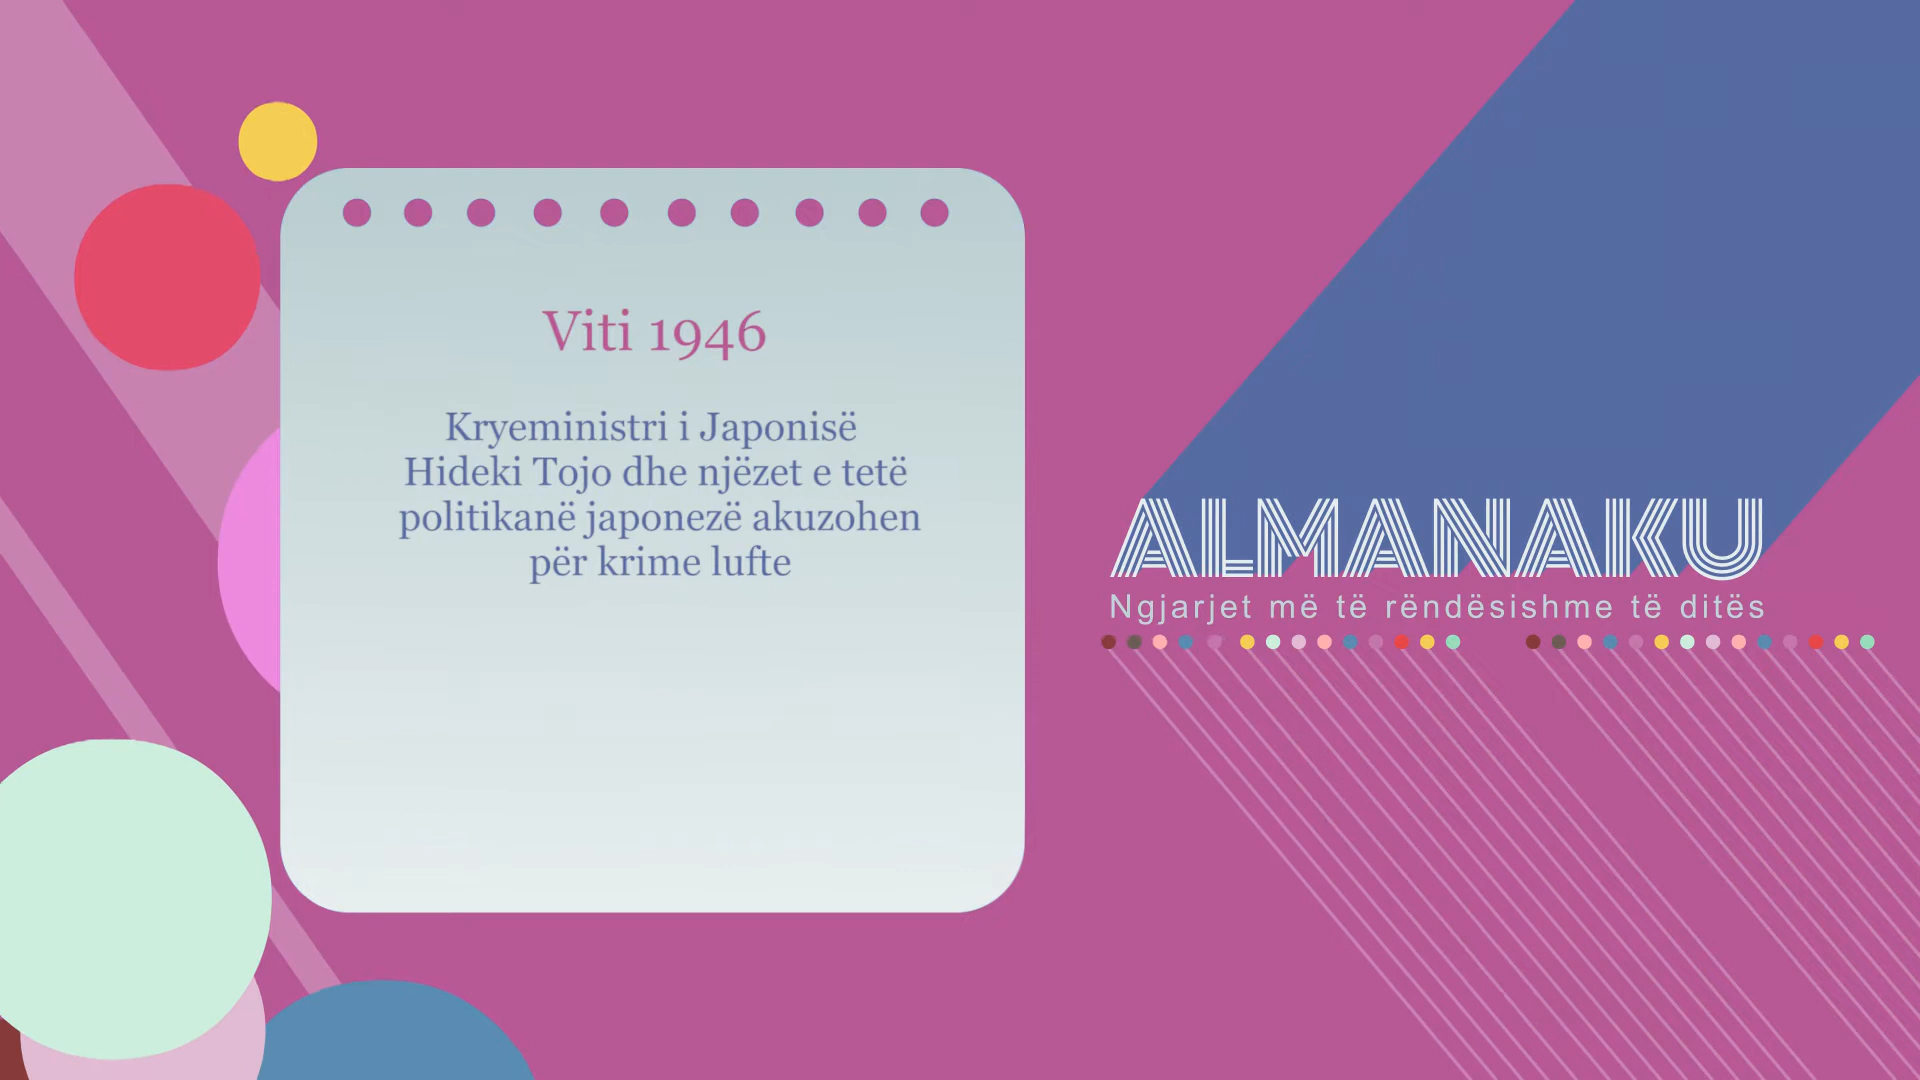 Viti 1946
Kryeministri i Japonisë
Hideki Tojo dhe njëzet e tetë
politikanë japonezë akuzohen
për krime lufte
ALMANAKU
Ngjarjet më të rëndësishme të ditës